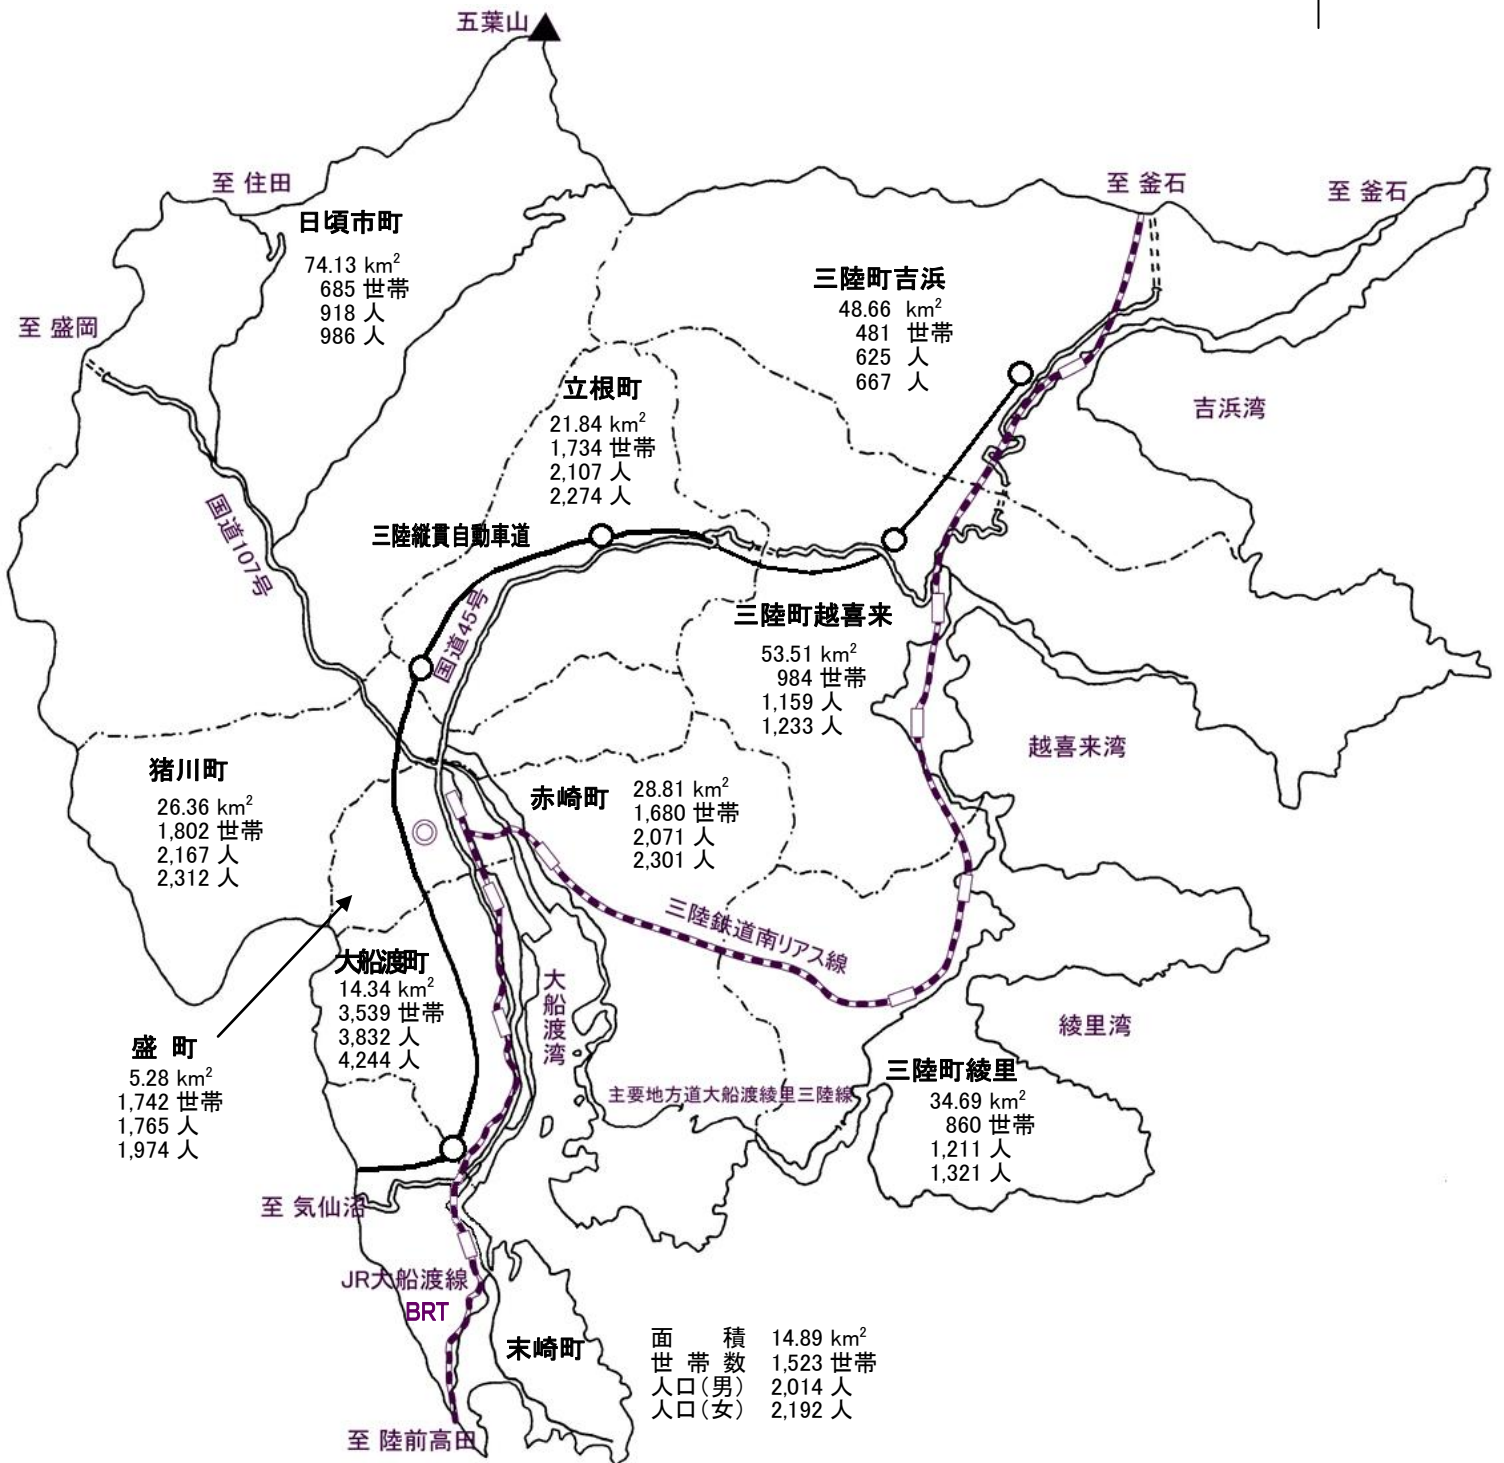 五葉山
至 住田
至 釜石
至 釜石
日頃市町
74.13 km²
685 世帯
918 人
986 人
三陸町吉浜
48.66 km²
481 世帯
625 人
667 人
至 盛岡
立根町
21.84 km²
1,734 世帯
2,107 人
2,274 人
吉浜湾
国道107号
三陸縦貫自動車道
国道45号
三陸町越喜来
53.51 km²
984 世帯
1,159 人
1,233 人
越喜来湾
猪川町
26.36 km²
1,802 世帯
2,167 人
2,312 人
赤崎町
28.81 km²
1,680 世帯
2,071 人
2,301 人
三陸鉄道南リアス線
大船渡町
14.34 km²
3,539 世帯
3,832 人
4,244 人
大船渡湾
綾里湾
盛 町
5.28 km²
1,742 世帯
1,765 人
1,974 人
三陸町綾里
34.69 km²
860 世帯
1,211 人
1,321 人
主要地方道大船渡綾里三陸線
至 気仙沼
JR大船渡線
BRT
末崎町
面 積 14.89 km²
世 帯 数 1,523 世帯
人口(男) 2,014 人
人口(女) 2,192 人
至 陸前高田